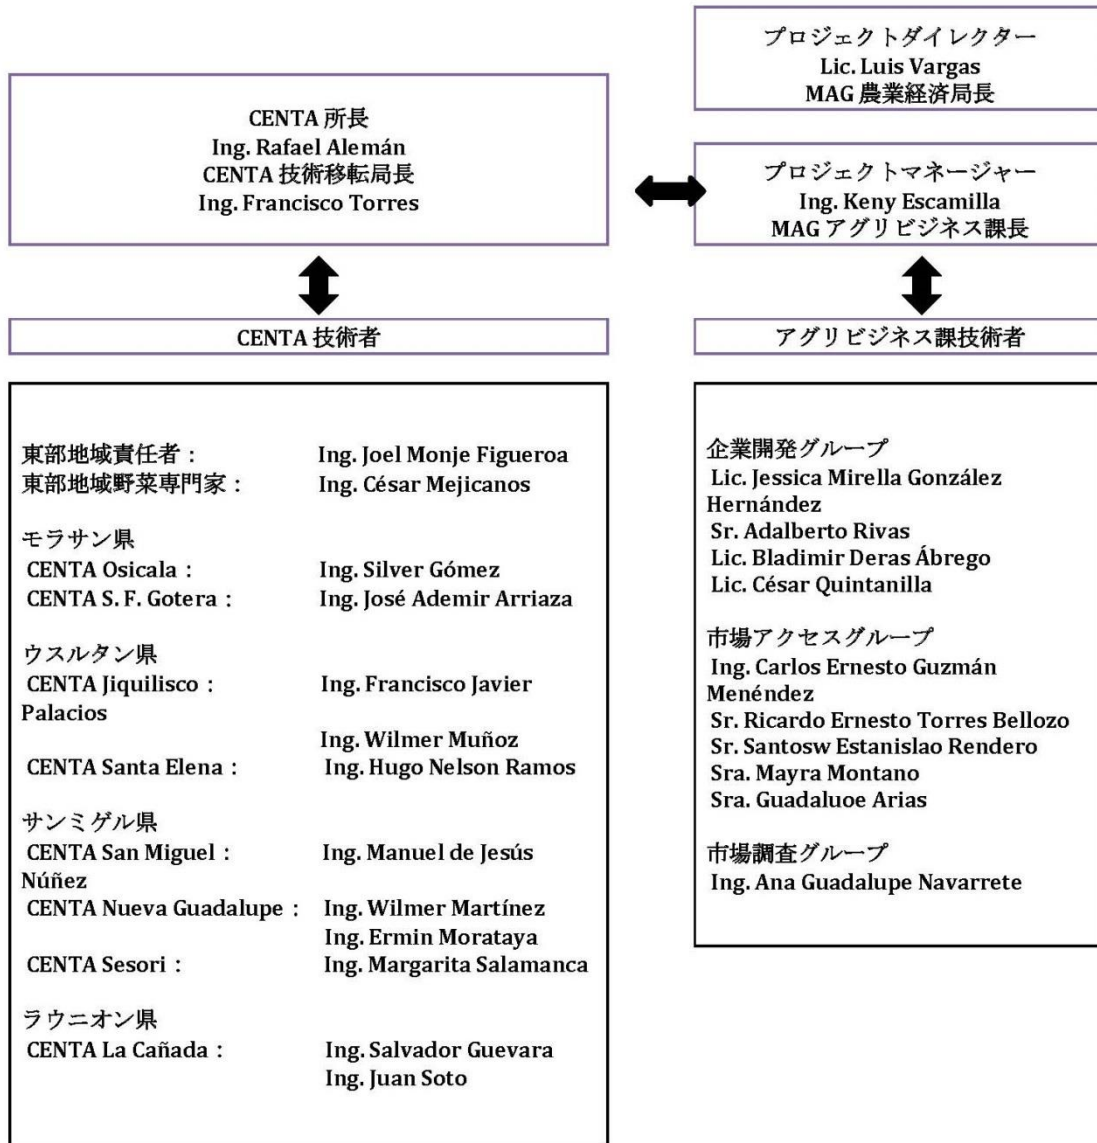 プロジェクトダイレクター
Lic. Luis Vargas
MAG 農業経済局長
CENTA 所長
Ing. Rafael Alemán
CENTA 技術移転局長
Ing. Francisco Torres
プロジェクトマネージャー
Ing. Keny Escamilla
MAG アグリビジネス課長
CENTA 技術者
アグリビジネス課技術者
東部地域責任者： Ing. Joel Monje Figueroa
東部地域野菜専門家： Ing. César Mejicanos
モラサン県
CENTA Osicala： Ing. Silver Gómez
CENTA S. F. Gotera： Ing. José Ademir Arriaza
ウスルタン県
CENTA Jiquilisco： Ing. Francisco Javier
Palacios
Ing. Wilmer Muñoz
CENTA Santa Elena： Ing. Hugo Nelson Ramos
サンミゲル県
CENTA San Miguel： Ing. Manuel de Jesús
Núñez
CENTA Nueva Guadalupe： Ing. Wilmer Martínez
Ing. Ermin Morataya
CENTA Sesori： Ing. Margarita Salamanca
ラウニオン県
CENTA La Cañada： Ing. Salvador Guevara
Ing. Juan Soto
企業開発グループ
Lic. Jessica Mirella González
Hernández
Sr. Adalberto Rivas
Lic. Bladimir Deras Ábrego
Lic. César Quintanilla
市場アクセスグループ
Ing. Carlos Ernesto Guzmán
Menéndez
Sr. Ricardo Ernesto Torres Bellozo
Sr. Santosw Estanislao Rendero
Sra. Mayra Montano
Sra. Guadaluoe Arias
市場調査グループ
Ing. Ana Guadalupe Navarrete